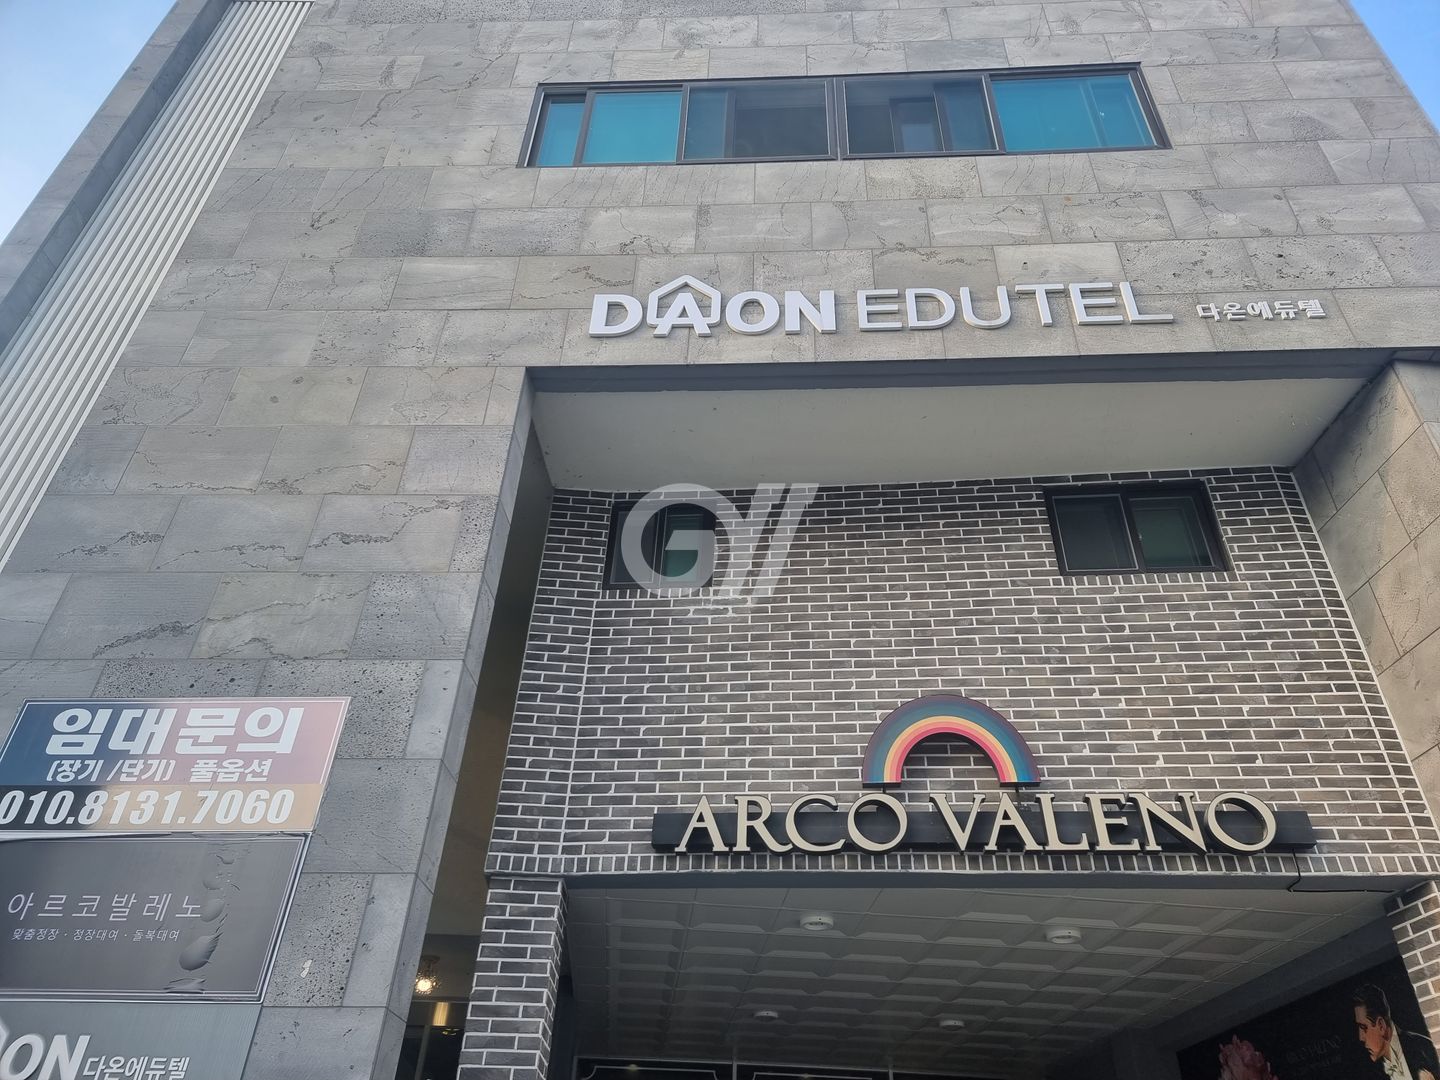 DAON EDUTEL 다온에듀텔
ARCO VALENO
임대문의
(장기/단기) 풀옵션
010.8131.7060
아르코발레노
맞춤정장·정장대여·돌복대여
DAON 다온에듀텔